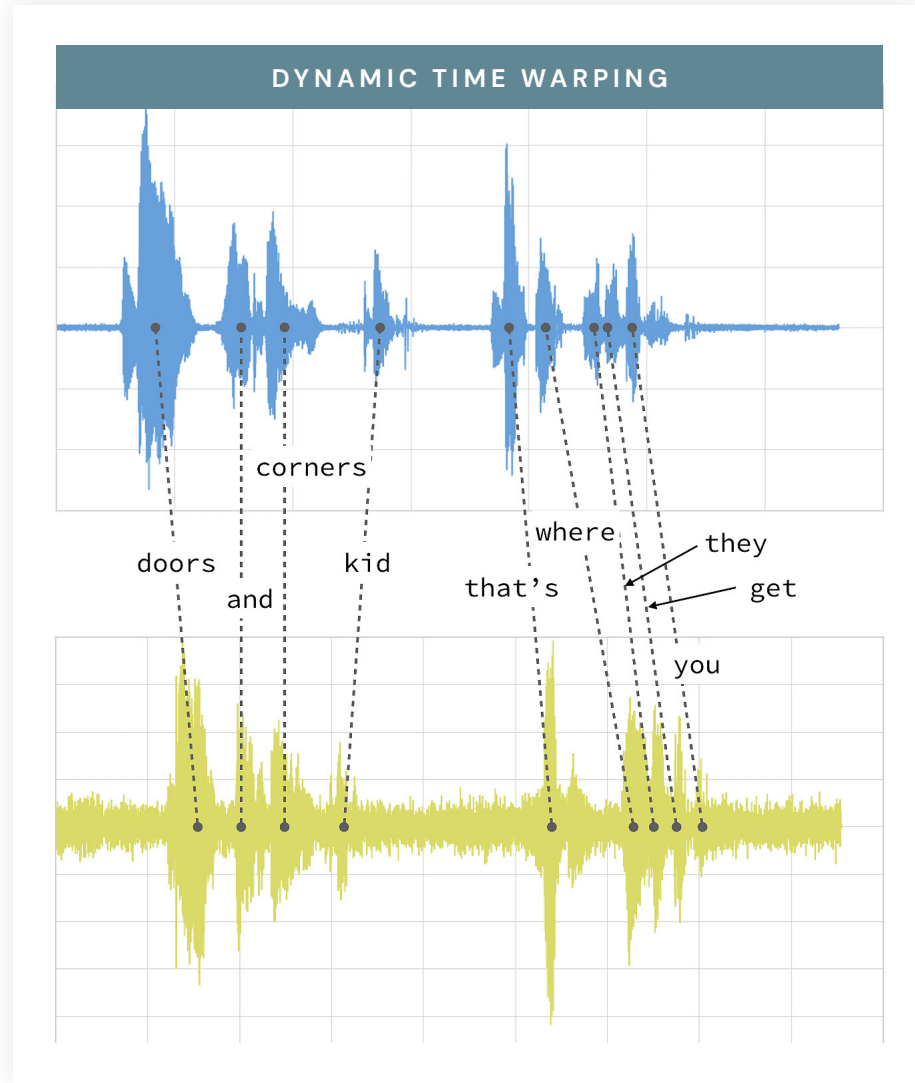 DYNAMIC TIME WARPING
corners
where
they
doors
kid
that’s
get
and
you